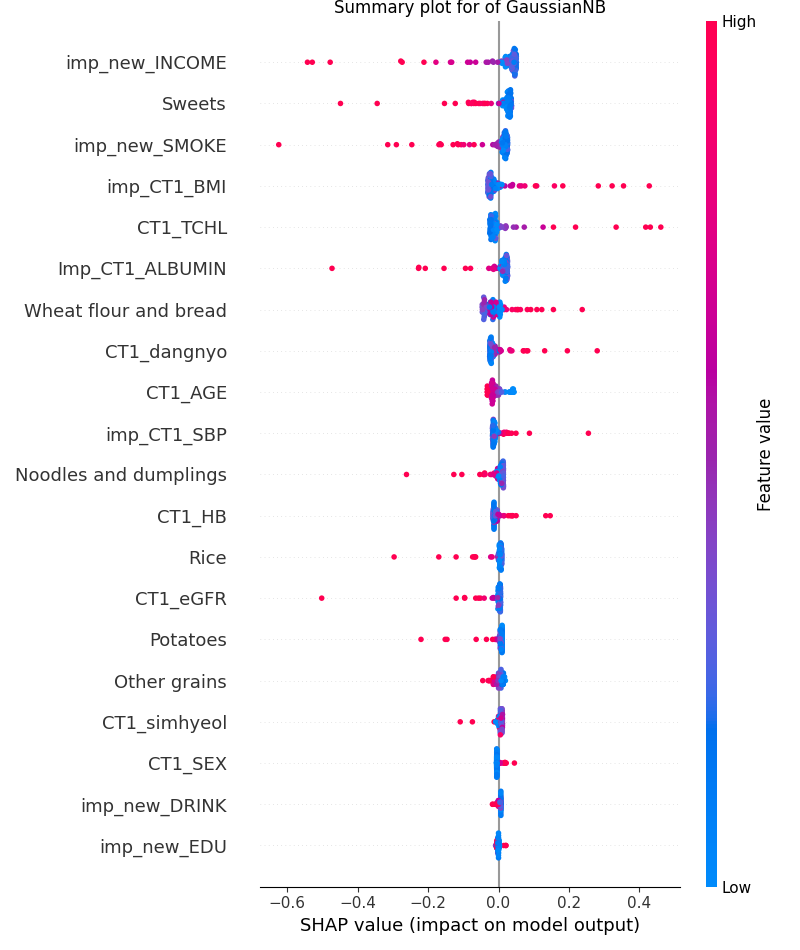 Summary plot for of GaussianNB
High
imp_new_INCOME
Sweets
imp_new_SMOKE
imp_CT1_BMI
CT1_TCHL
Imp_CT1_ALBUMIN
Wheat flour and bread
CT1_dangnyo
CT1_AGE
imp_CT1_SBP
Noodles and dumplings
CT1_HB
Rice
CT1_eGFR
Potatoes
Other grains
CT1_simhyeol
CT1_SEX
imp_new_DRINK
imp_new_EDU
Feature value
Low
−0.6 −0.4 −0.2 0.0 0.2 0.4
SHAP value (impact on model output)